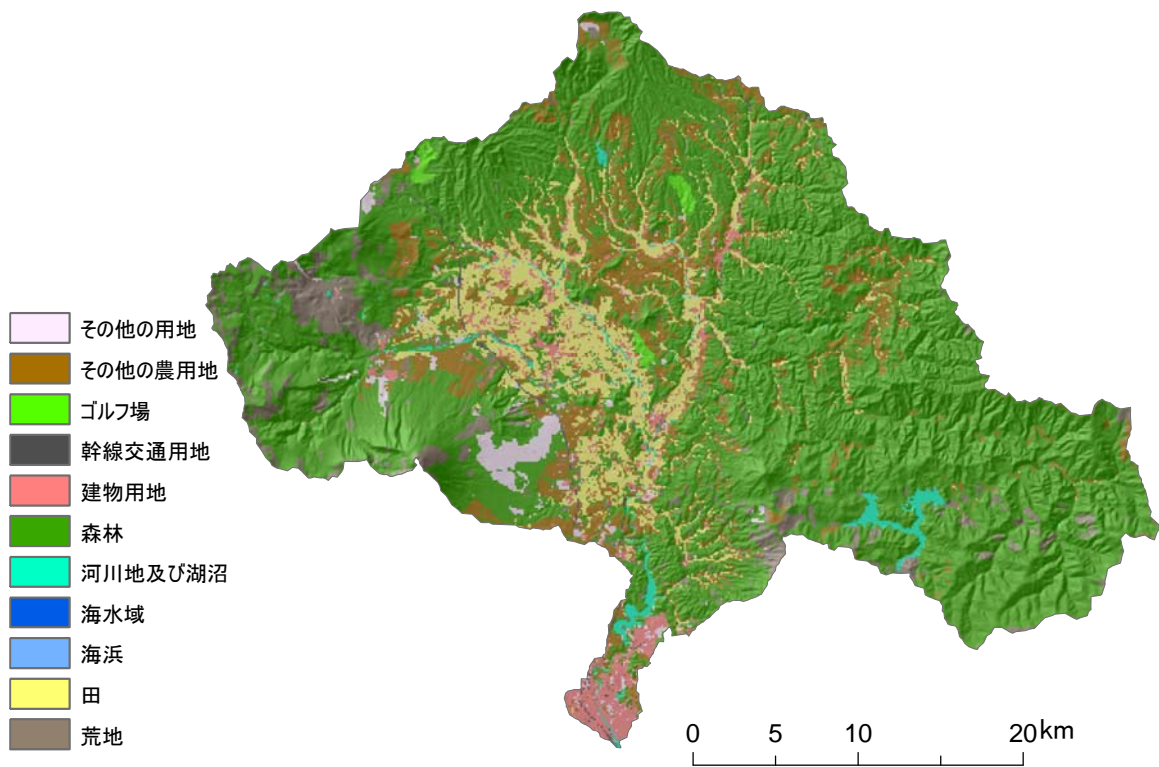 その他の用地
その他の農用地
ゴルフ場
幹線交通用地
建物用地
森林
河川地及び湖沼
海水域
海浜
田
荒地
0 5 10 20km